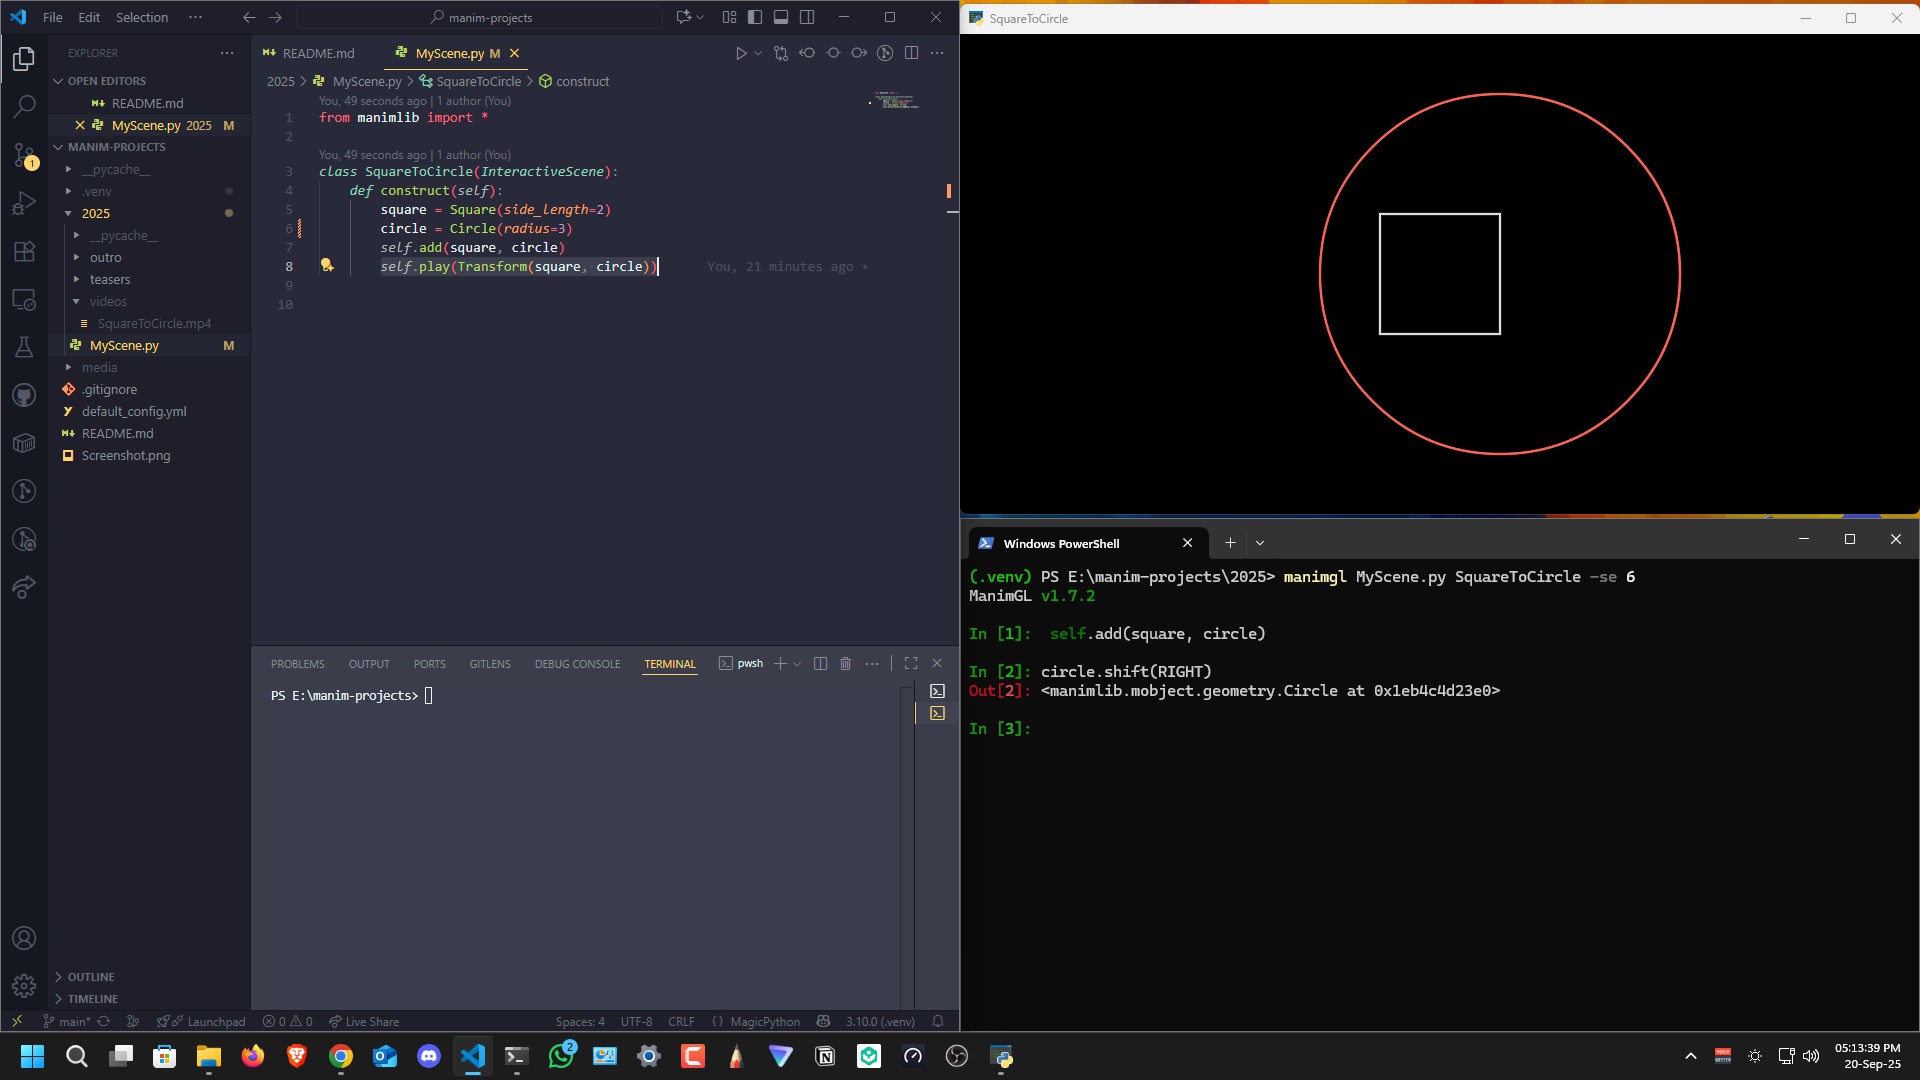 File Edit Selection ···
manim-projects
EXPLORER
OPEN EDITORS
README.md
MyScene.py 2025 M
MANIM-PROJECTS
__pycache__
.venv
2025
__pycache__
outro
teasers
videos
SquareToCircle.mp4
MyScene.py M
media
.gitignore
default_config.yml
README.md
Screenshot.png
OUTLINE
TIMELINE
README.md
MyScene.py M
2025 > MyScene.py > SquareToCircle > construct
You, 49 seconds ago | 1 author (You)
1 from manimlib import *
2
You, 49 seconds ago | 1 author (You)
3 class SquareToCircle(InteractiveScene):
4 def construct(self):
5 square = Square(side_length=2)
6 circle = Circle(radius=3)
7 self.add(square, circle)
8 self.play(Transform(square, circle)) You, 21 minutes ago •
9
10
PROBLEMS OUTPUT PORTS GITLENS DEBUG CONSOLE TERMINAL pwsh
PS E:\manim-projects>
main* Launchpad 0 0 Live Share Spaces: 4 UTF-8 CRLF MagicPython 3.10.0 (.venv)
SquareToCircle
Windows PowerShell
(.venv) PS E:\manim-projects\2025> manimgl MyScene.py SquareToCircle -se 6
ManimGL v1.7.2
In [1]: self.add(square, circle)
In [2]: circle.shift(RIGHT)
Out[2]: <manimlib.mobject.geometry.Circle at 0x1eb4c4d23e0>
In [3]:
1
2
05:13:39 PM
20-Sep-25